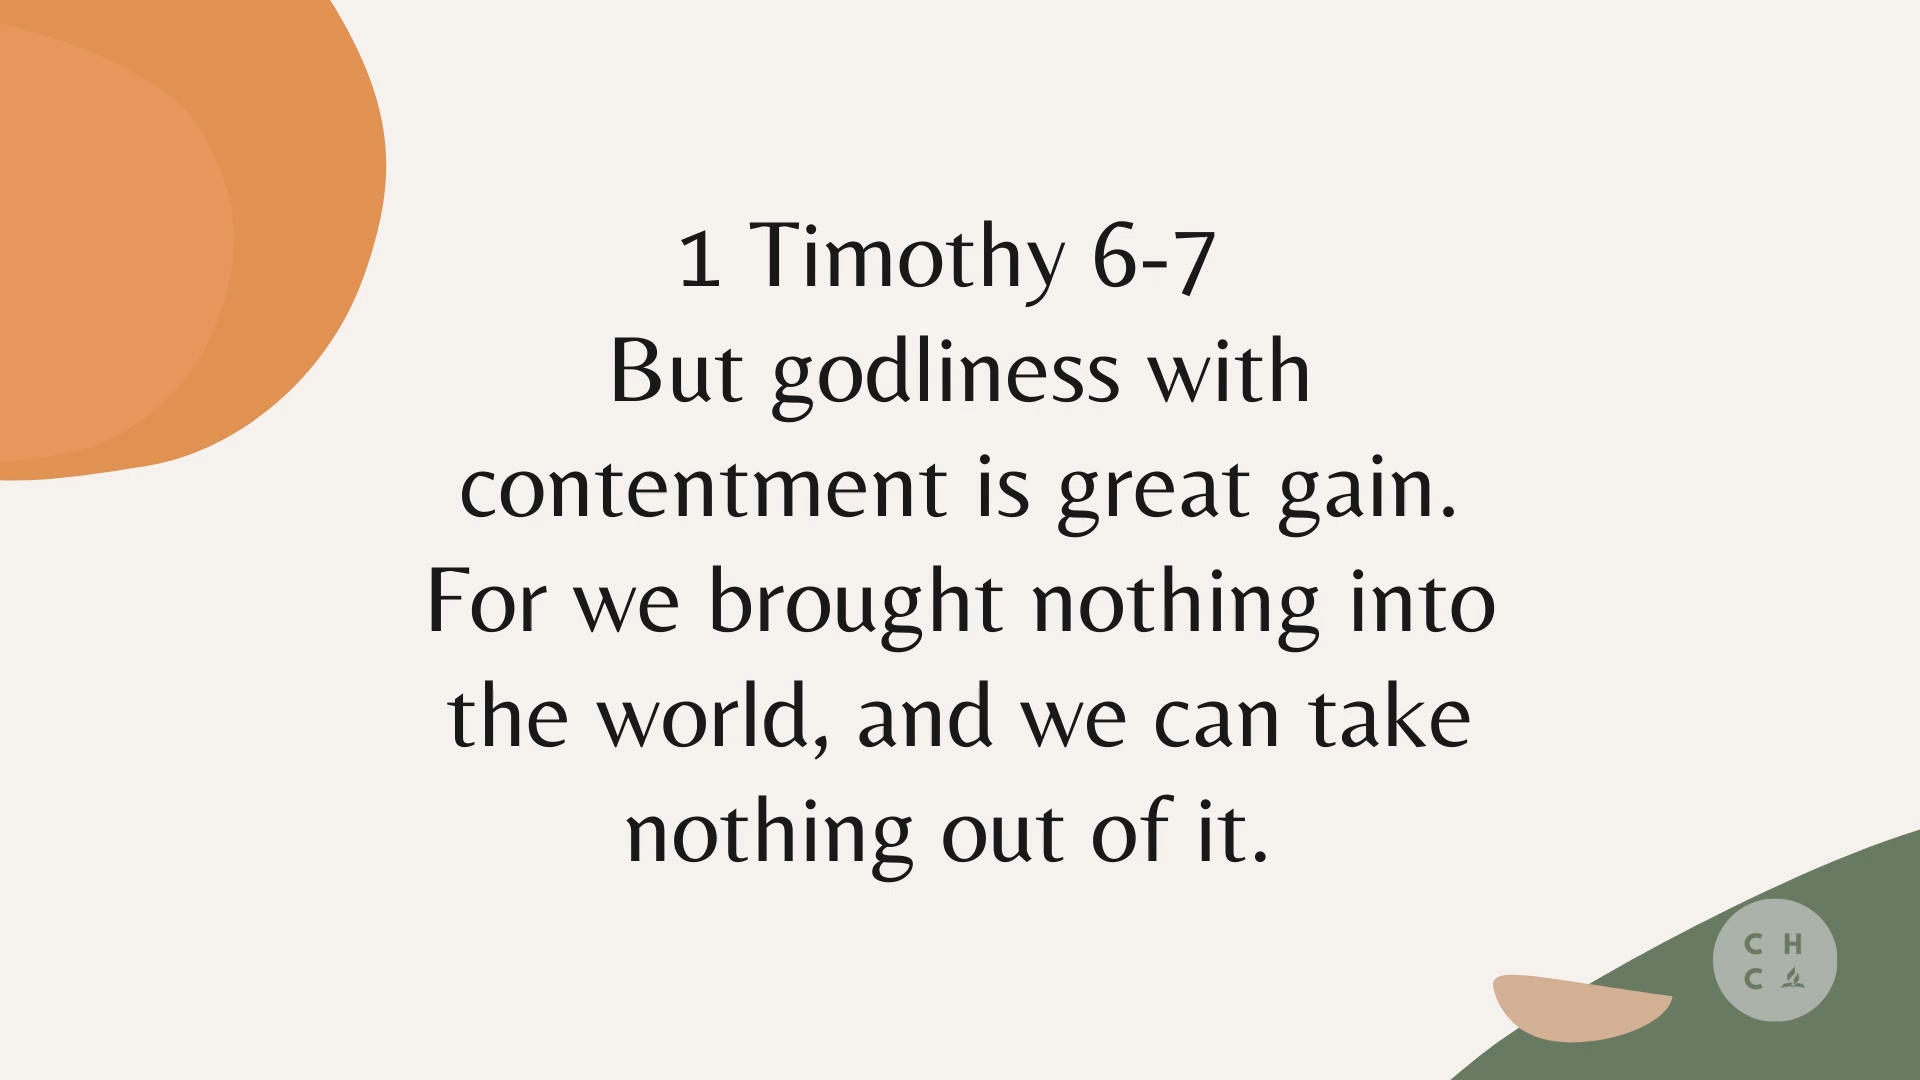 1 Timothy 6-7
But godliness with
contentment is great gain.
For we brought nothing into
the world, and we can take
nothing out of it.
C H
C